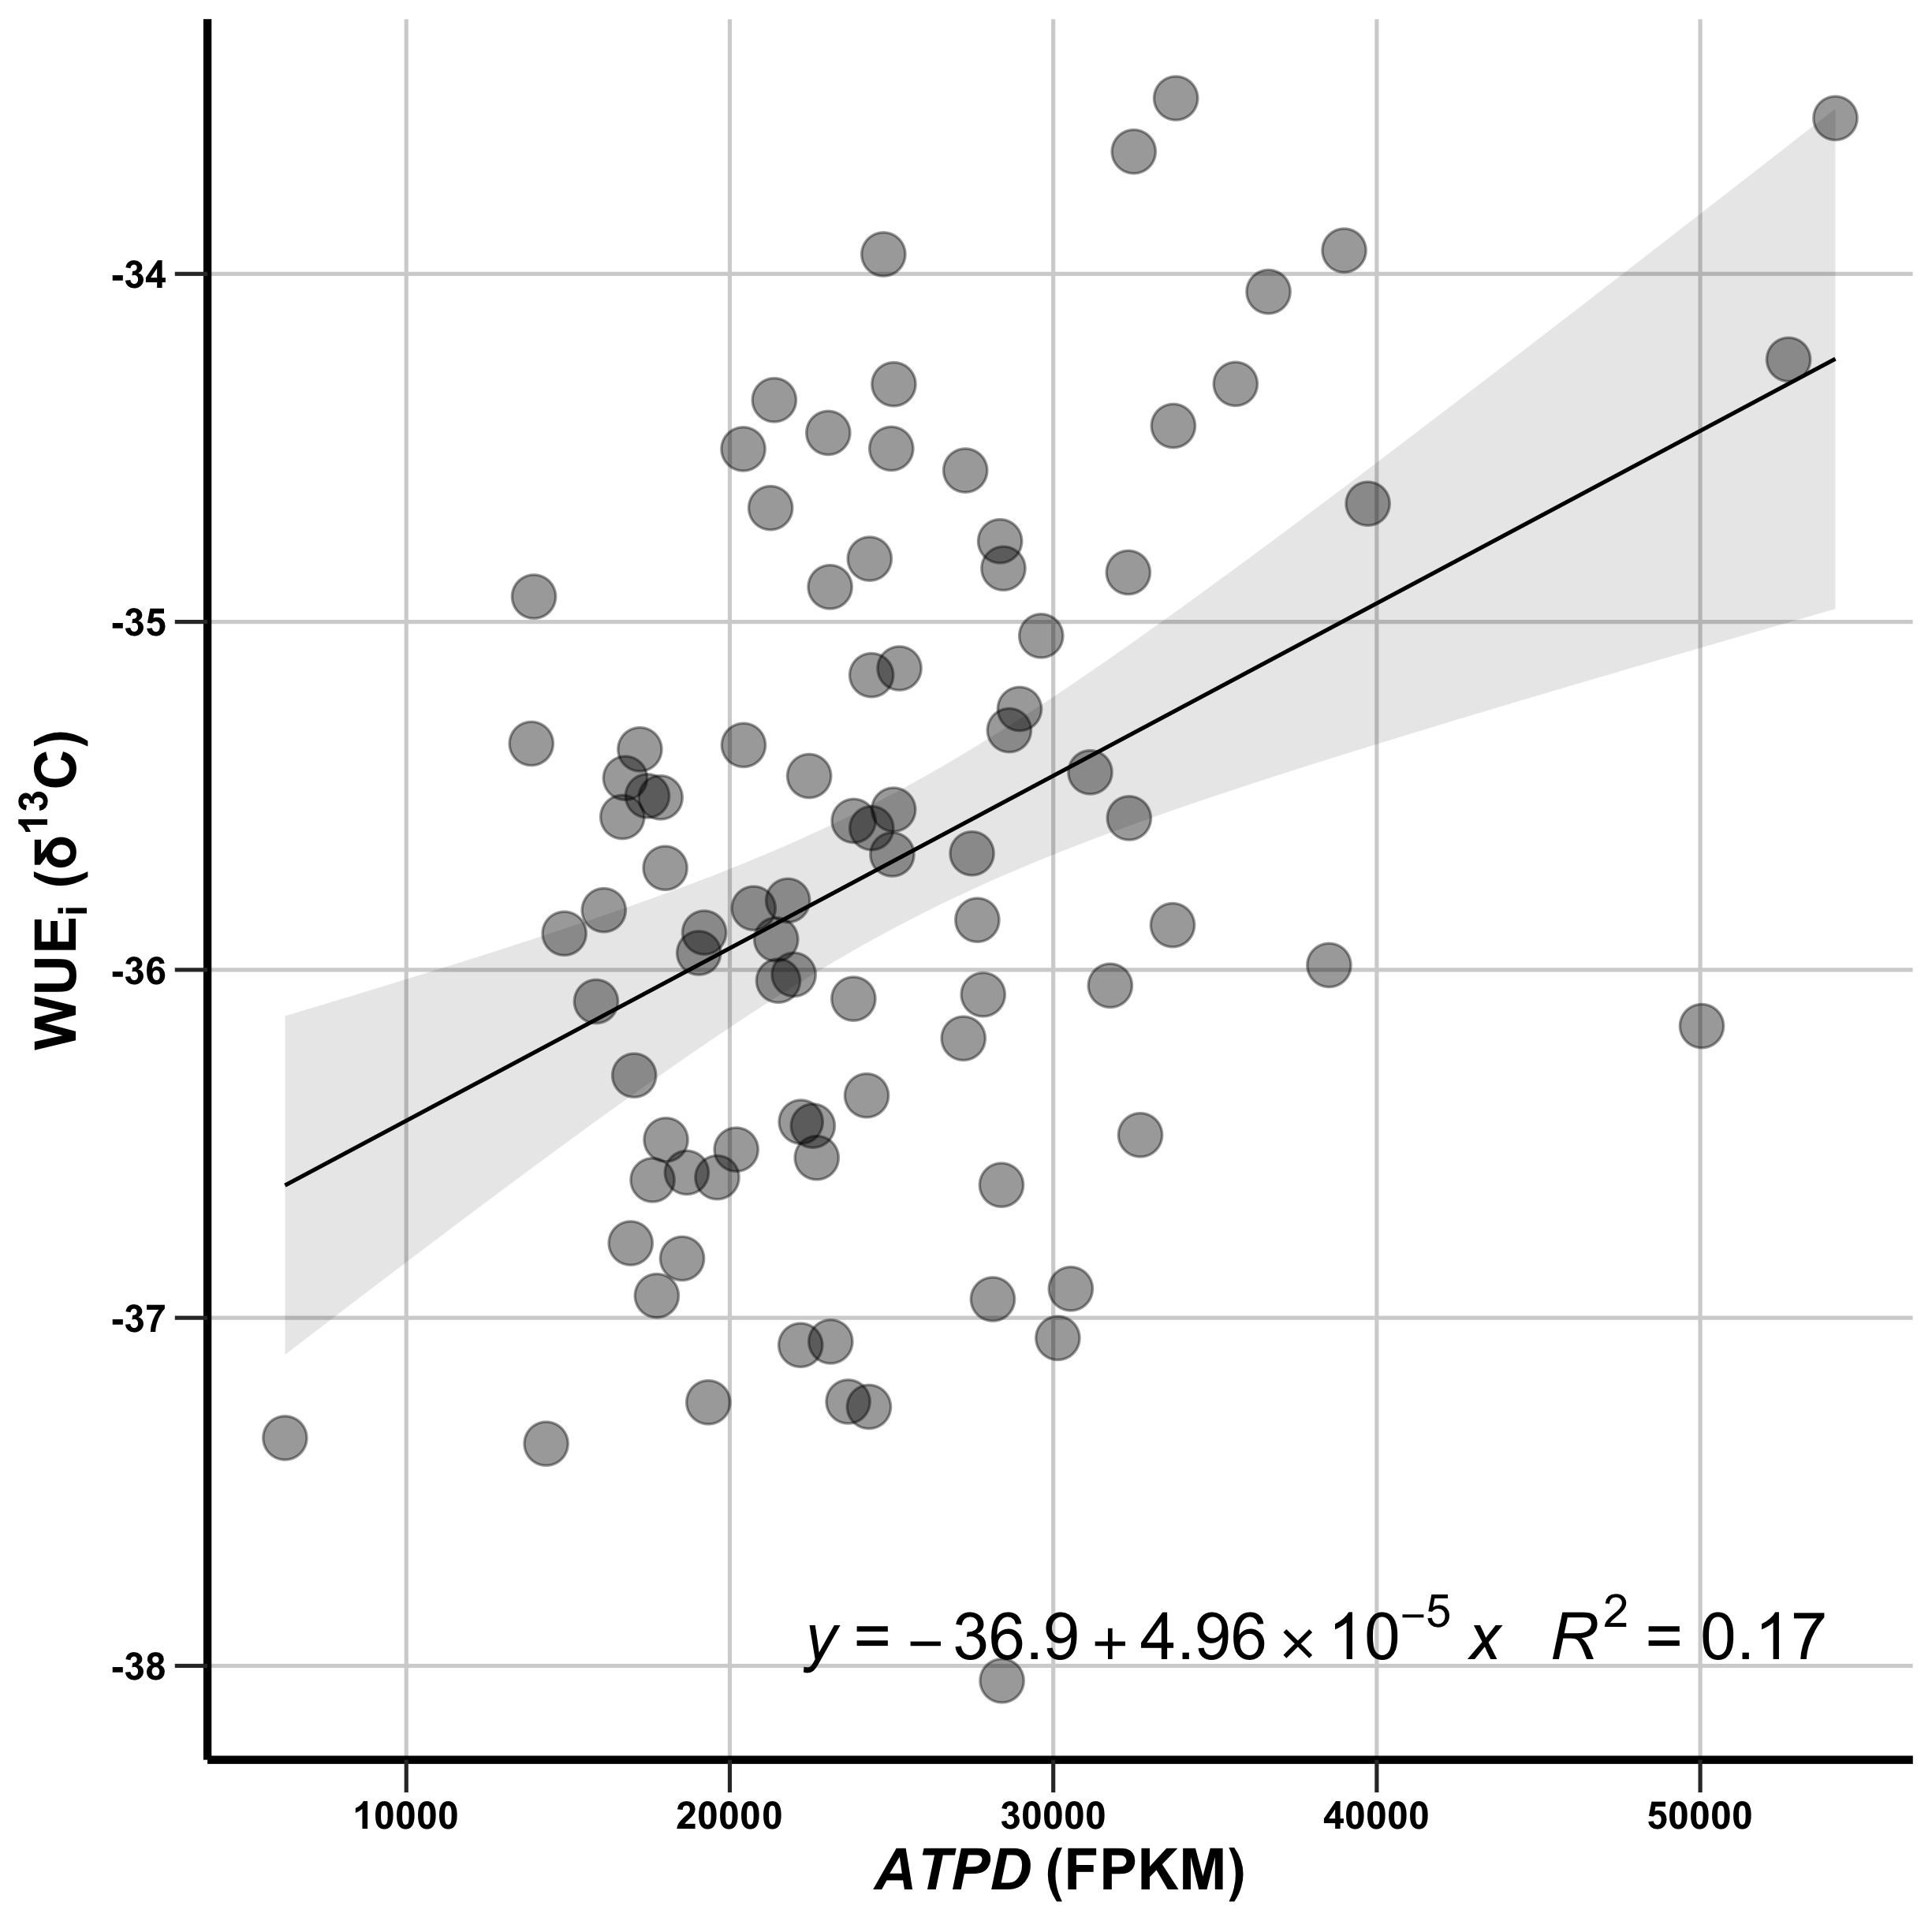 -34
-35
-36
-37
-38
WUEᵢ (δ¹³C)
y = − 36.9 + 4.96 × 10⁻⁵ x   R² = 0.17
10000 20000 30000 40000 50000
ATPD (FPKM)